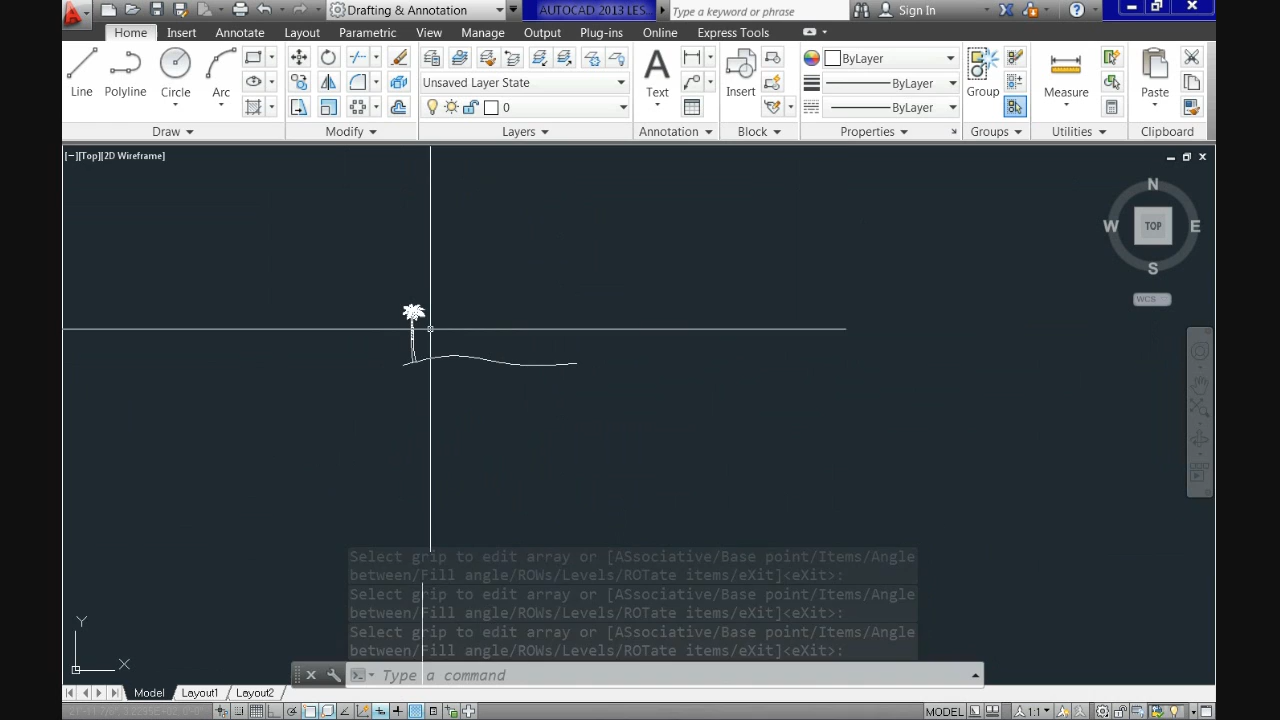 Drafting & Annotation
AUTOCAD 2013 LES
Type a keyword or phrase
Sign In
Home Insert Annotate Layout Parametric View Manage Output Plug-ins Online Express Tools
Line Polyline Circle Arc
Unsaved Layer State
0
Text
Insert
ByLayer
ByLayer
ByLayer
Group
Measure
Paste
Draw Modify Layers Annotation Block Properties Groups Utilities Clipboard
[−][Top][2D Wireframe]
N
W TOP E
S
WCS
Select grip to edit array or [ASsociative/Base point/Items/Angle
between/Fill angle/ROWs/Levels/ROTate items/eXit]<eXit>:
Select grip to edit array or [ASsociative/Base point/Items/Angle
between/Fill angle/ROWs/Levels/ROTate items/eXit]<eXit>:
Select grip to edit array or [ASsociative/Base point/Items/Angle
between/Fill angle/ROWs/Levels/ROTate items/eXit]<eXit>:
Y
X
Type a command
Model Layout1 Layout2
MODEL
1:1